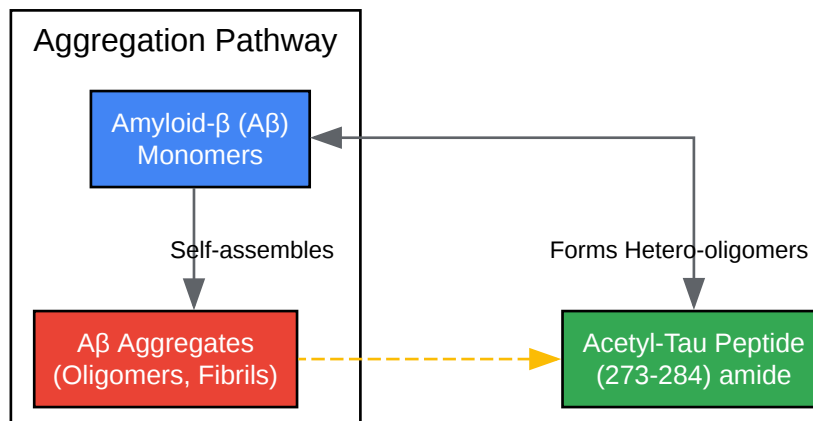 Aggregation Pathway
Amyloid-β (Aβ)
Monomers
Self-assembles
Forms Hetero-oligomers
Aβ Aggregates
(Oligomers, Fibrils)
Acetyl-Tau Peptide
(273-284) amide